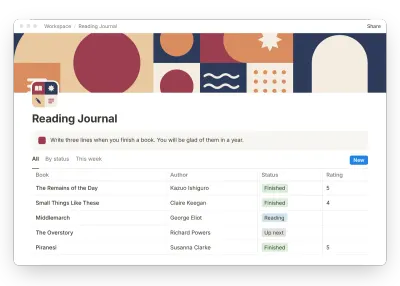 Workspace / Reading Journal Share
Reading Journal
Write three lines when you finish a book. You will be glad of them in a year.
All By status This week New
Book Author Status Rating
The Remains of the Day Kazuo Ishiguro Finished 5
Small Things Like These Claire Keegan Finished 4
Middlemarch George Eliot Reading
The Overstory Richard Powers Up next
Piranesi Susanna Clarke Finished 5